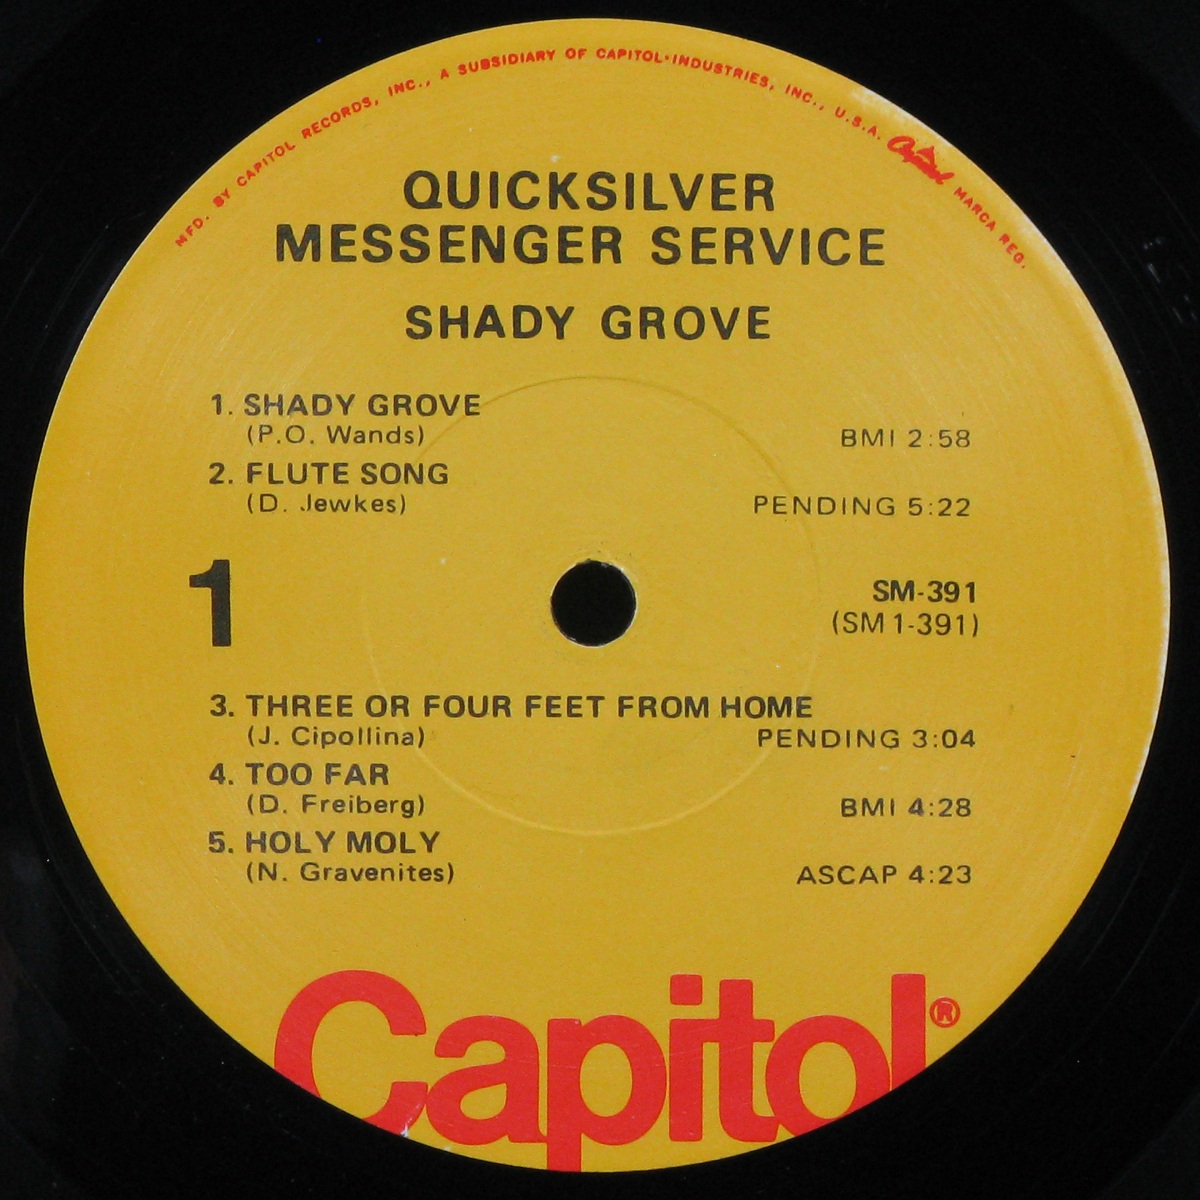 MFD. BY CAPITOL RECORDS, INC., A SUBSIDIARY OF CAPITOL INDUSTRIES, INC., U.S.A. Capitol MARCA REG.
QUICKSILVER
MESSENGER SERVICE
SHADY GROVE
1. SHADY GROVE
(P.O. Wands) BMI 2:58
2. FLUTE SONG
(D. Jewkes) PENDING 5:22
1
SM-391
(SM1-391)
3. THREE OR FOUR FEET FROM HOME
(J. Cipollina) PENDING 3:04
4. TOO FAR
(D. Freiberg) BMI 4:28
5. HOLY MOLY
(N. Gravenites) ASCAP 4:23
Capitol®